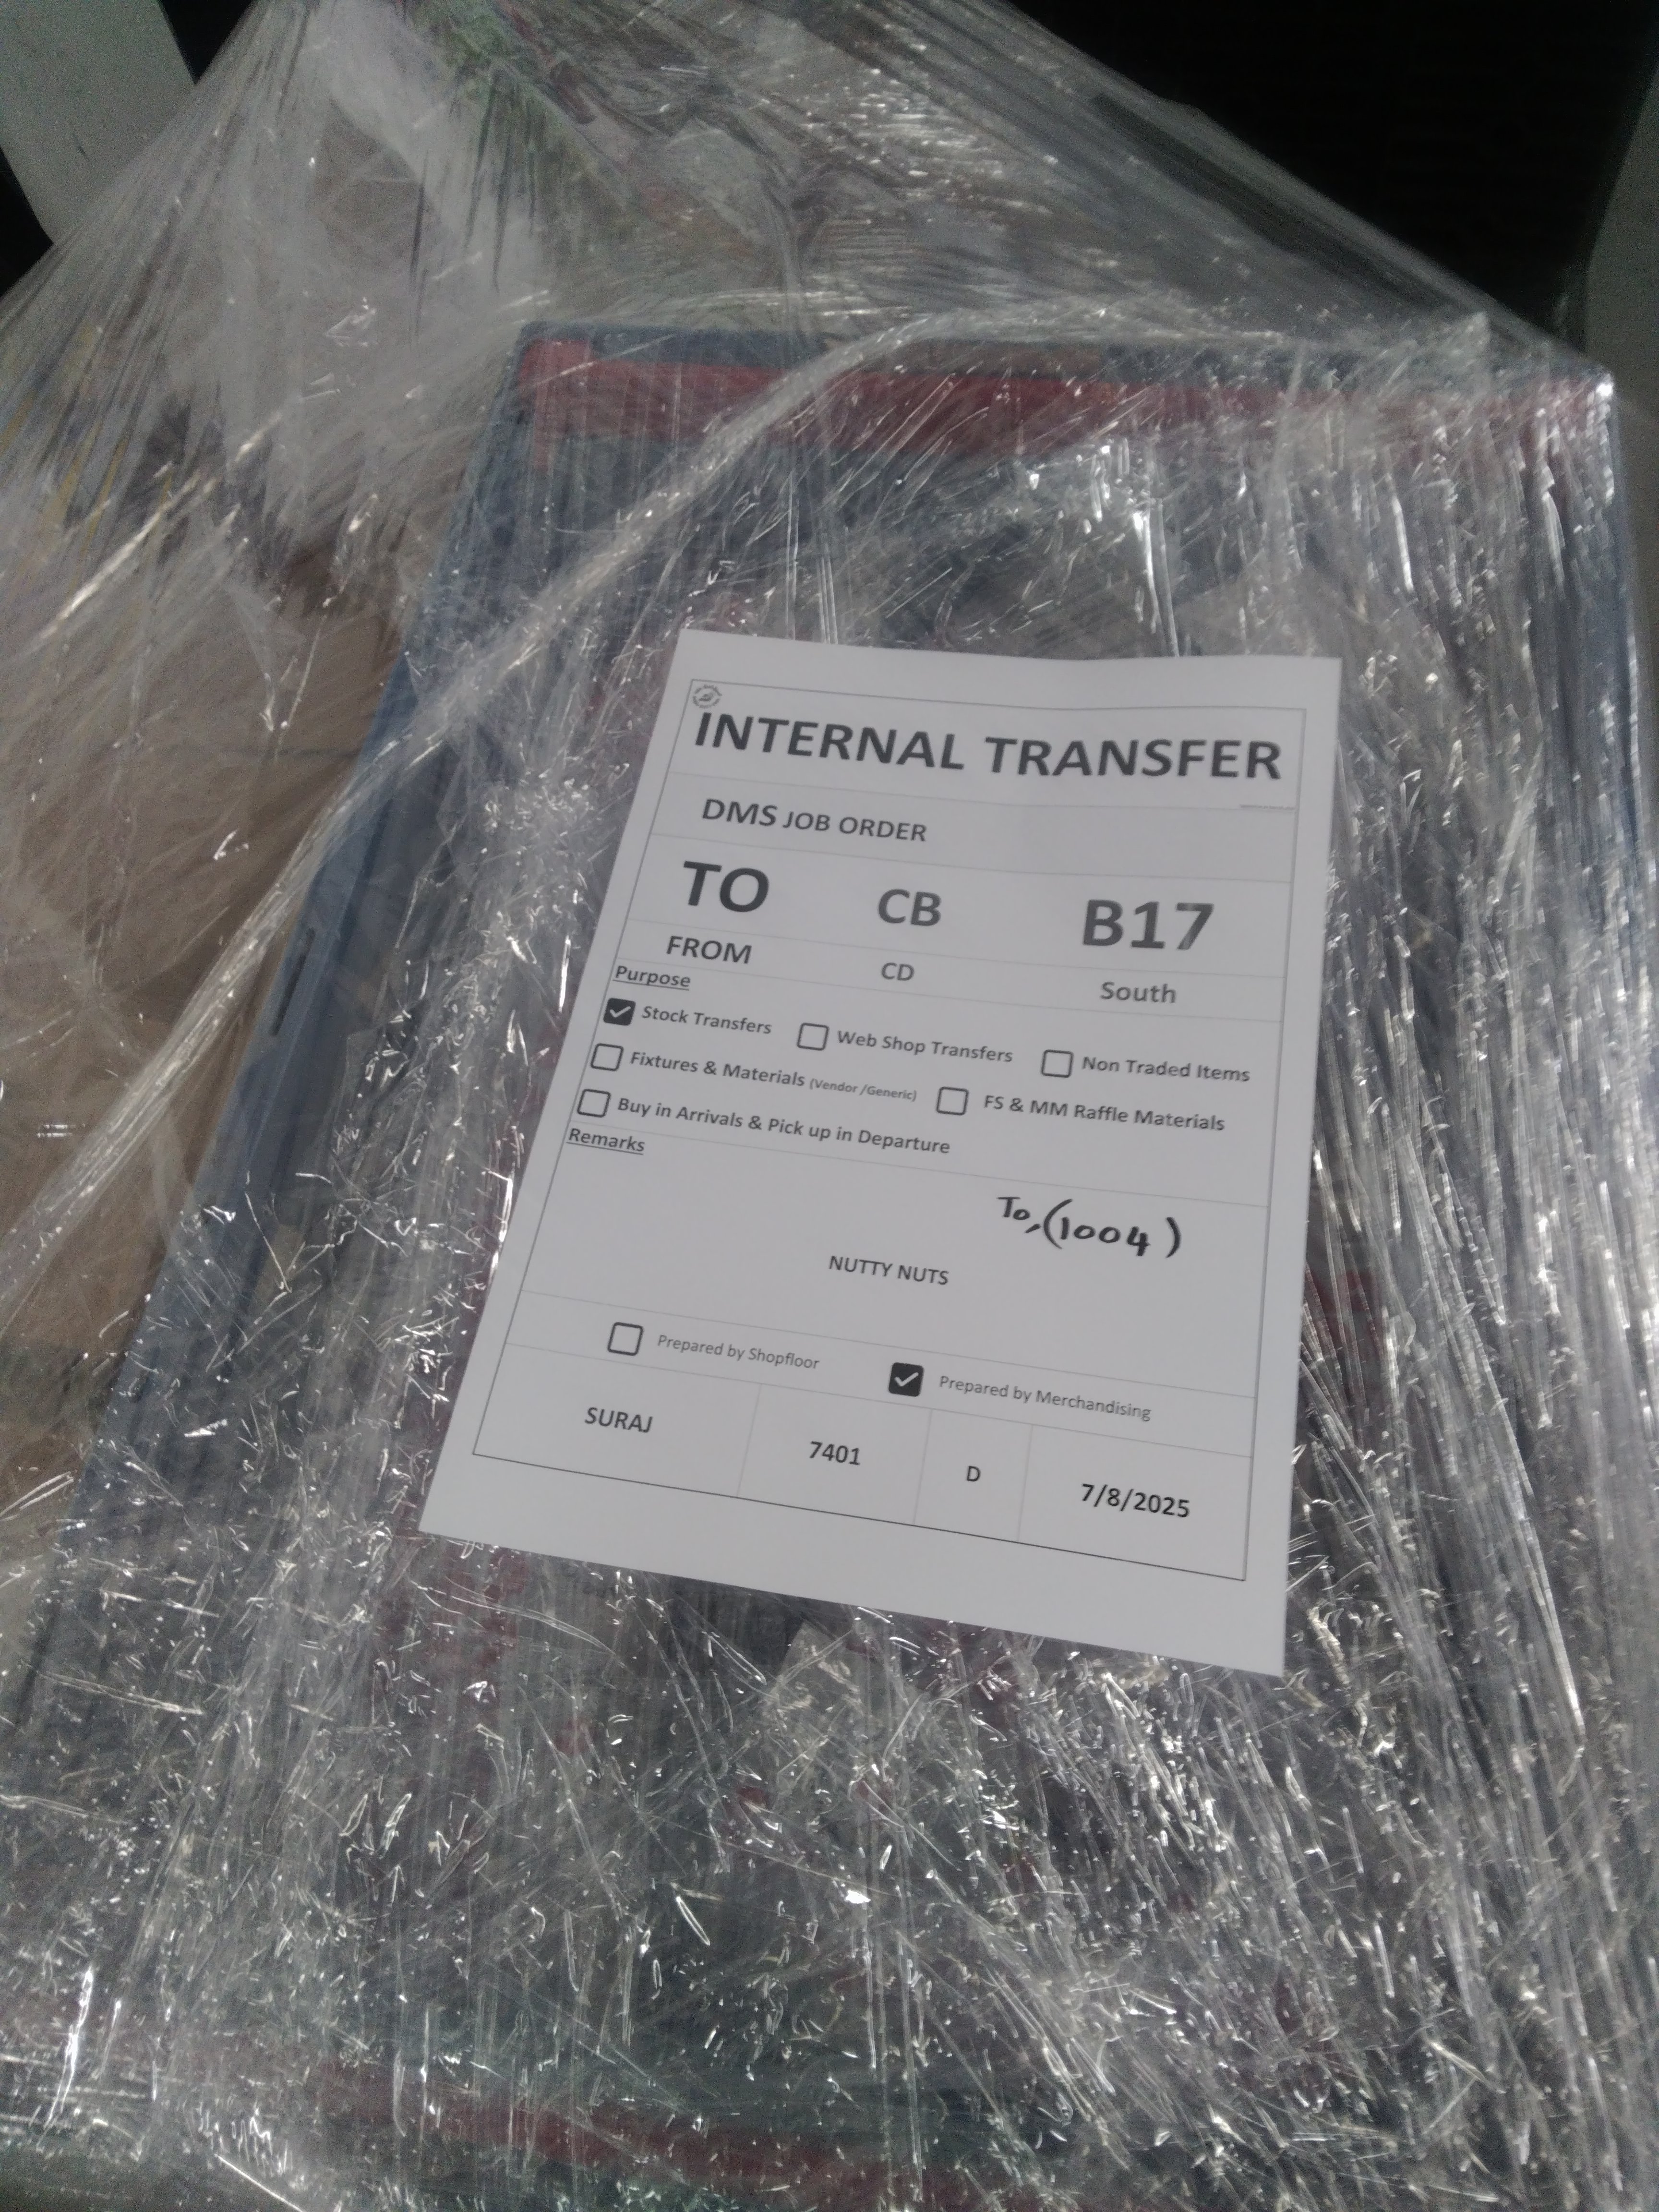 INTERNAL TRANSFER
DMS JOB ORDER
TO CB B17
FROM CD South
Purpose
Stock Transfers Web Shop Transfers Non Traded Items
Fixtures & Materials (Vendor /Generic) FS & MM Raffle Materials
Buy in Arrivals & Pick up in Departure
Remarks
To, (1004)
NUTTY NUTS
Prepared by Shopfloor Prepared by Merchandising
SURAJ 7401 D 7/8/2025